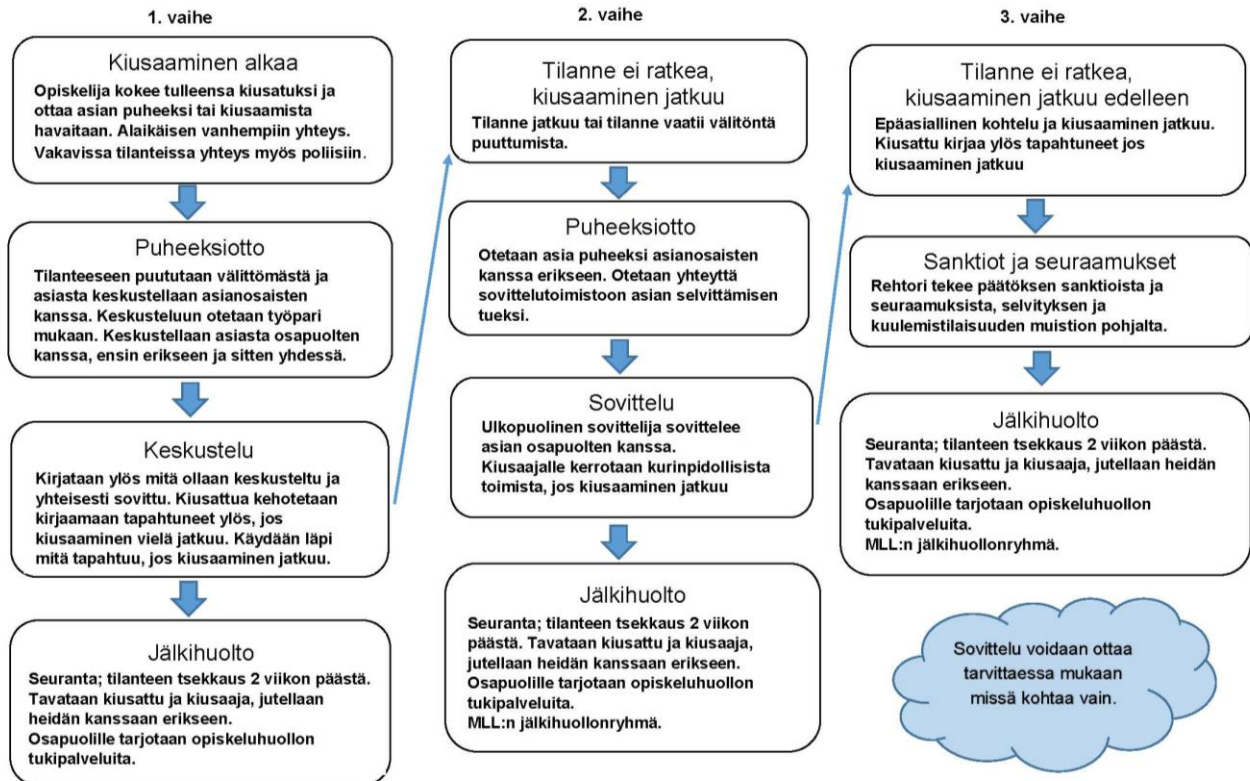 1. vaihe
Kiusaaminen alkaa
Opiskelija kokee tulleensa kiusatuksi ja
ottaa asian puheeksi tai kiusaamista
havaitaan. Alaikäisen vanhempiin yhteys.
Vakavissa tilanteissa yhteys myös poliisiin.
Puheeksiotto
Tilanteeseen puututaan välittömästä ja
asiasta keskustellaan asianosaisten
kanssa. Keskusteluun otetaan työpari
mukaan. Keskustellaan asiasta osapuolten
kanssa, ensin erikseen ja sitten yhdessä.
Keskustelu
Kirjataan ylös mitä ollaan keskusteltu ja
yhteisesti sovittu. Kiusattua kehotetaan
kirjaamaan tapahtuneet ylös, jos
kiusaaminen vielä jatkuu. Käydään läpi
mitä tapahtuu, jos kiusaaminen jatkuu.
Jälkihuolto
Seuranta; tilanteen tsekkaus 2 viikon päästä.
Tavataan kiusattu ja kiusaaja, jutellaan
heidän kanssaan erikseen.
Osapuolille tarjotaan opiskeluhuollon
tukipalveluita.
2. vaihe
Tilanne ei ratkea,
kiusaaminen jatkuu
Tilanne jatkuu tai tilanne vaatii välitöntä
puuttumista.
Puheeksiotto
Otetaan asia puheeksi asianosaisten
kanssa erikseen. Otetaan yhteyttä
sovittelutoimistoon asian selvittämisen
tueksi.
Sovittelu
Ulkopuolinen sovittelija sovittelee
asian osapuolten kanssa.
Kiusaajalle kerrotaan kurinpidollisista
toimista, jos kiusaaminen jatkuu
Jälkihuolto
Seuranta; tilanteen tsekkaus 2 viikon
päästä. Tavataan kiusattu ja kiusaaja,
jutellaan heidän kanssaan erikseen.
Osapuolille tarjotaan opiskeluhuollon
tukipalveluita.
MLL:n jälkihuollonryhmä.
3. vaihe
Tilanne ei ratkea,
kiusaaminen jatkuu edelleen
Epäasiallinen kohtelu ja kiusaaminen jatkuu.
Kiusattu kirjaa ylös tapahtuneet jos
kiusaaminen jatkuu
Sanktiot ja seuraamukset
Rehtori tekee päätöksen sanktioista ja
seuraamuksista, selvityksen ja
kuulemistilaisuuden muistion pohjalta.
Jälkihuolto
Seuranta; tilanteen tsekkaus 2 viikon päästä.
Tavataan kiusattu ja kiusaaja, jutellaan heidän
kanssaan erikseen.
Osapuolille tarjotaan opiskeluhuollon
tukipalveluita.
MLL:n jälkihuollonryhmä.
Sovittelu voidaan ottaa
tarvittaessa mukaan
missä kohtaa vain.